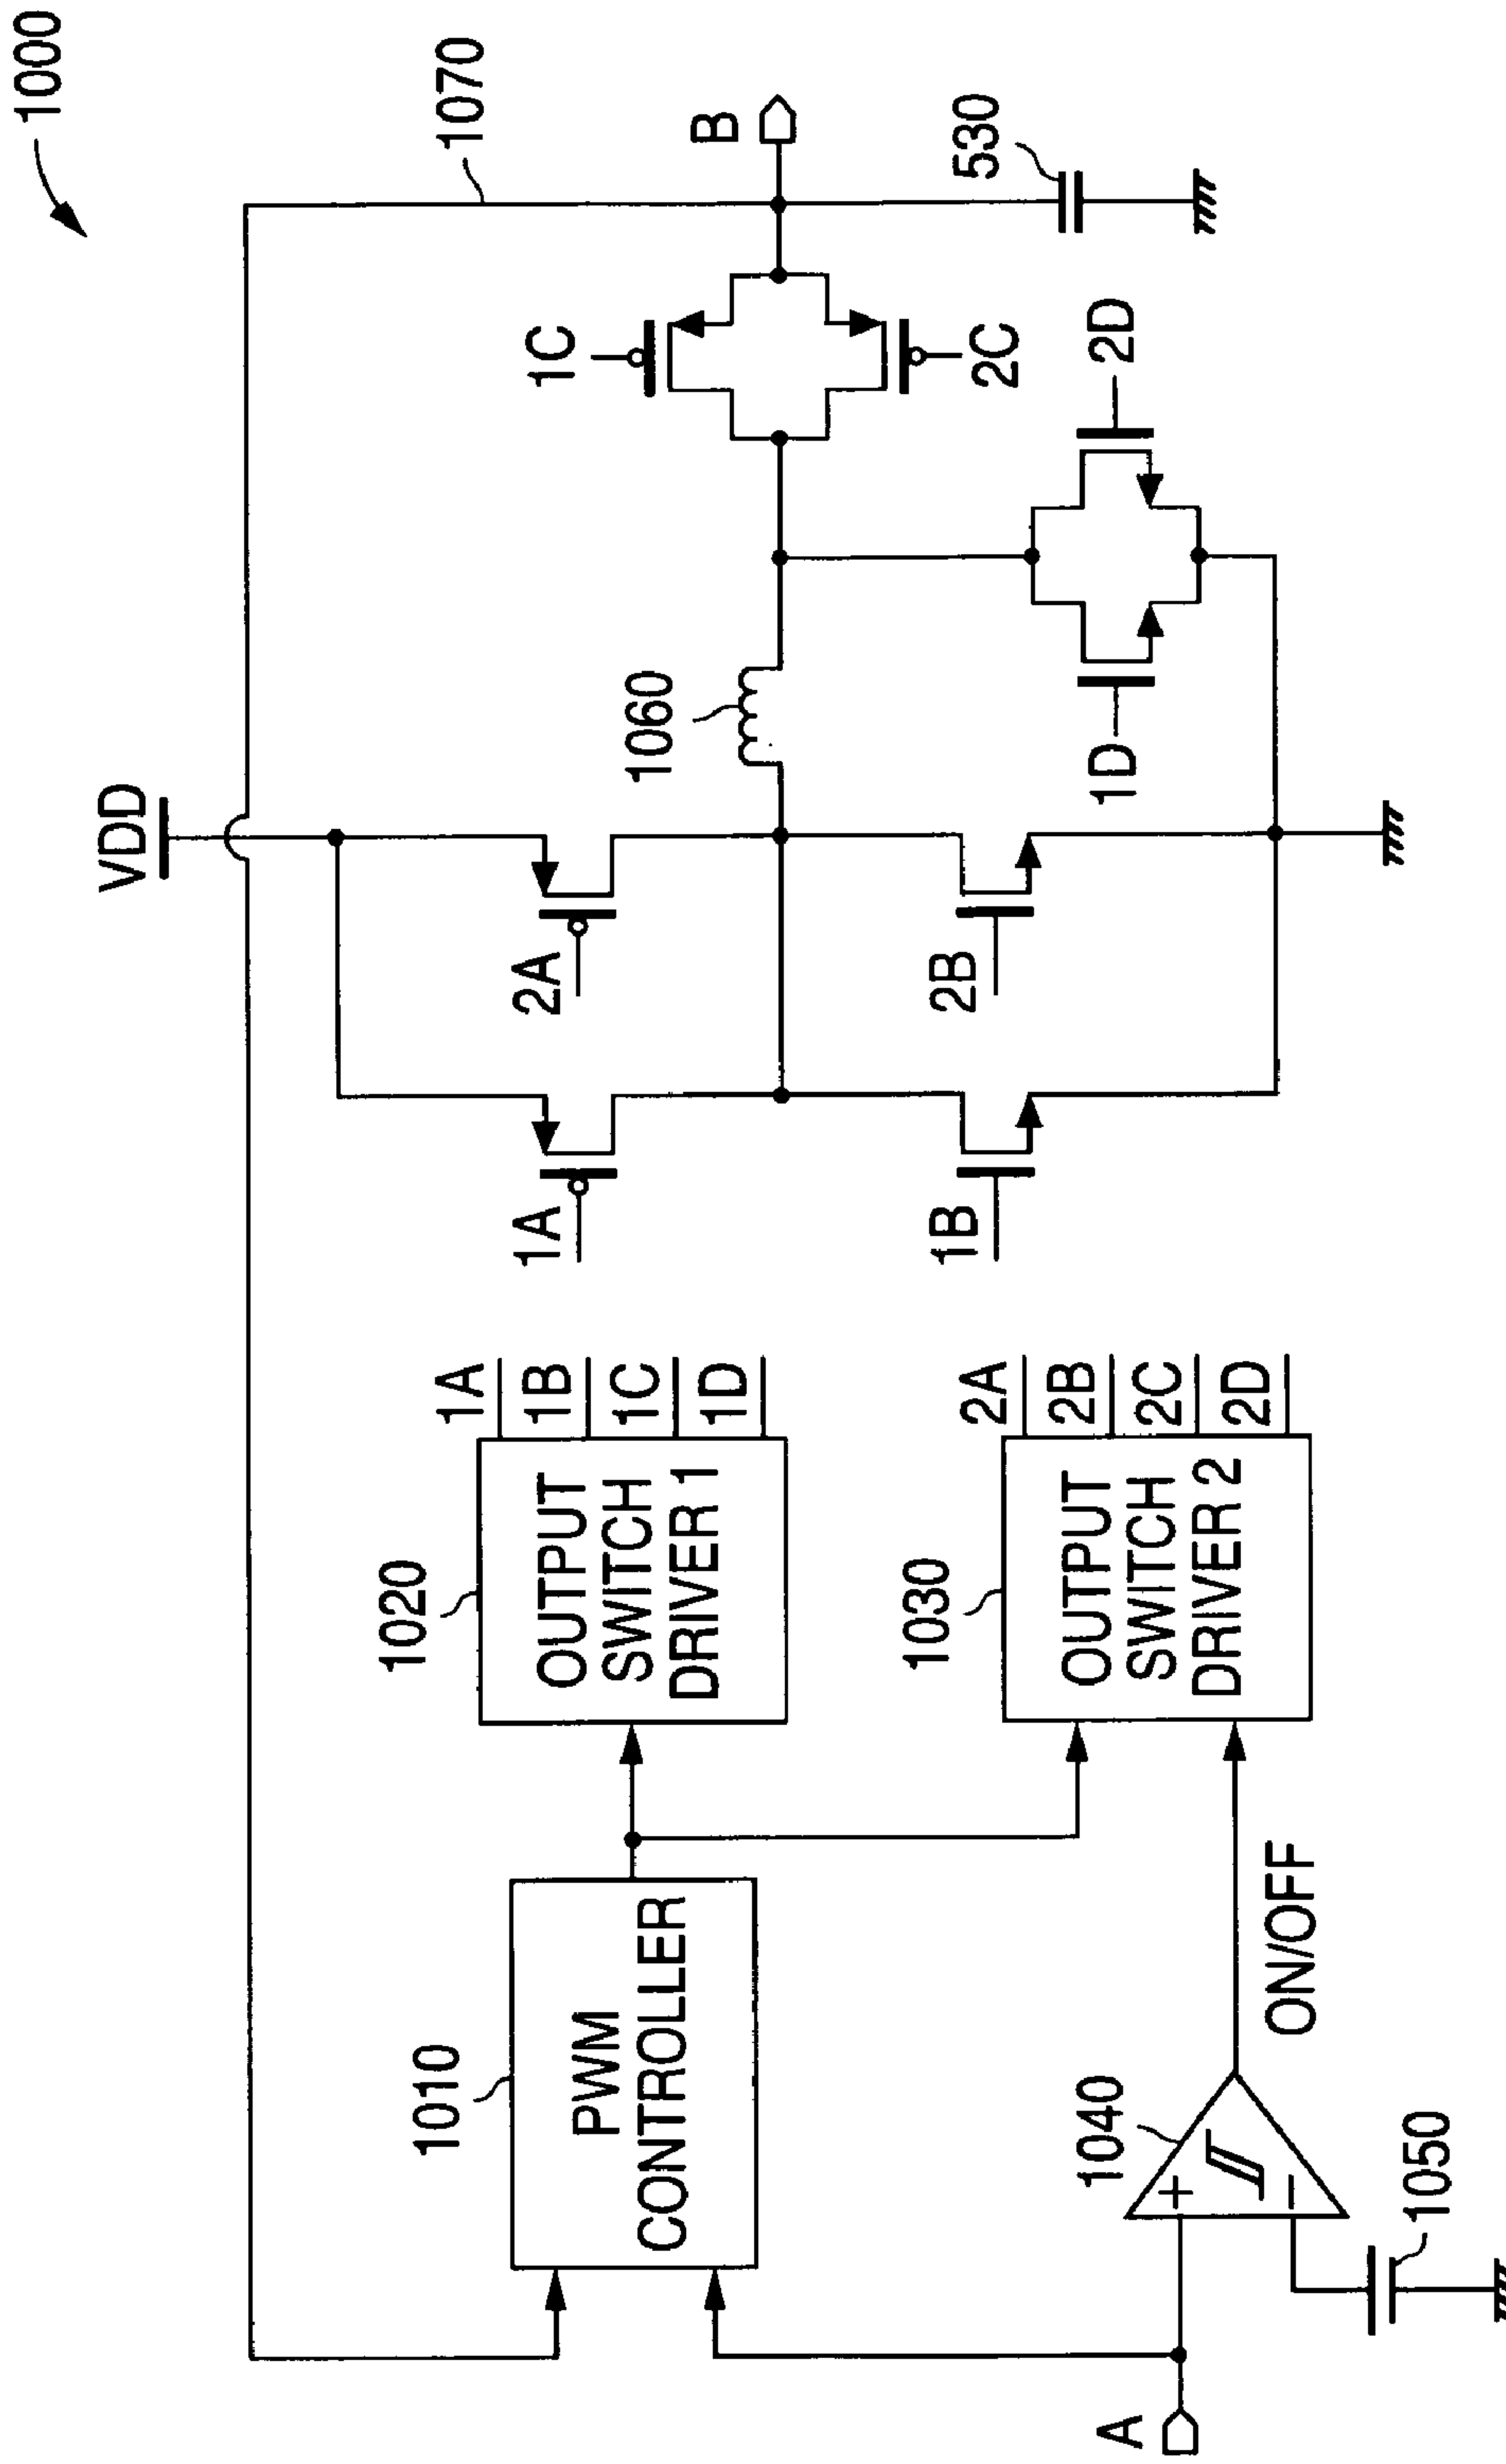 1000
1070
VDD
B
1C
530
1060
2A
2C
1A
2D
2B
1D
1B
1020
OUTPUT
SWITCH
DRIVER 1
1A
1B
1C
1D
1010
PWM
CONTROLLER
1030
OUTPUT
SWITCH
DRIVER 2
2A
2B
2C
2D
1040
+
−
ON/OFF
1050
A